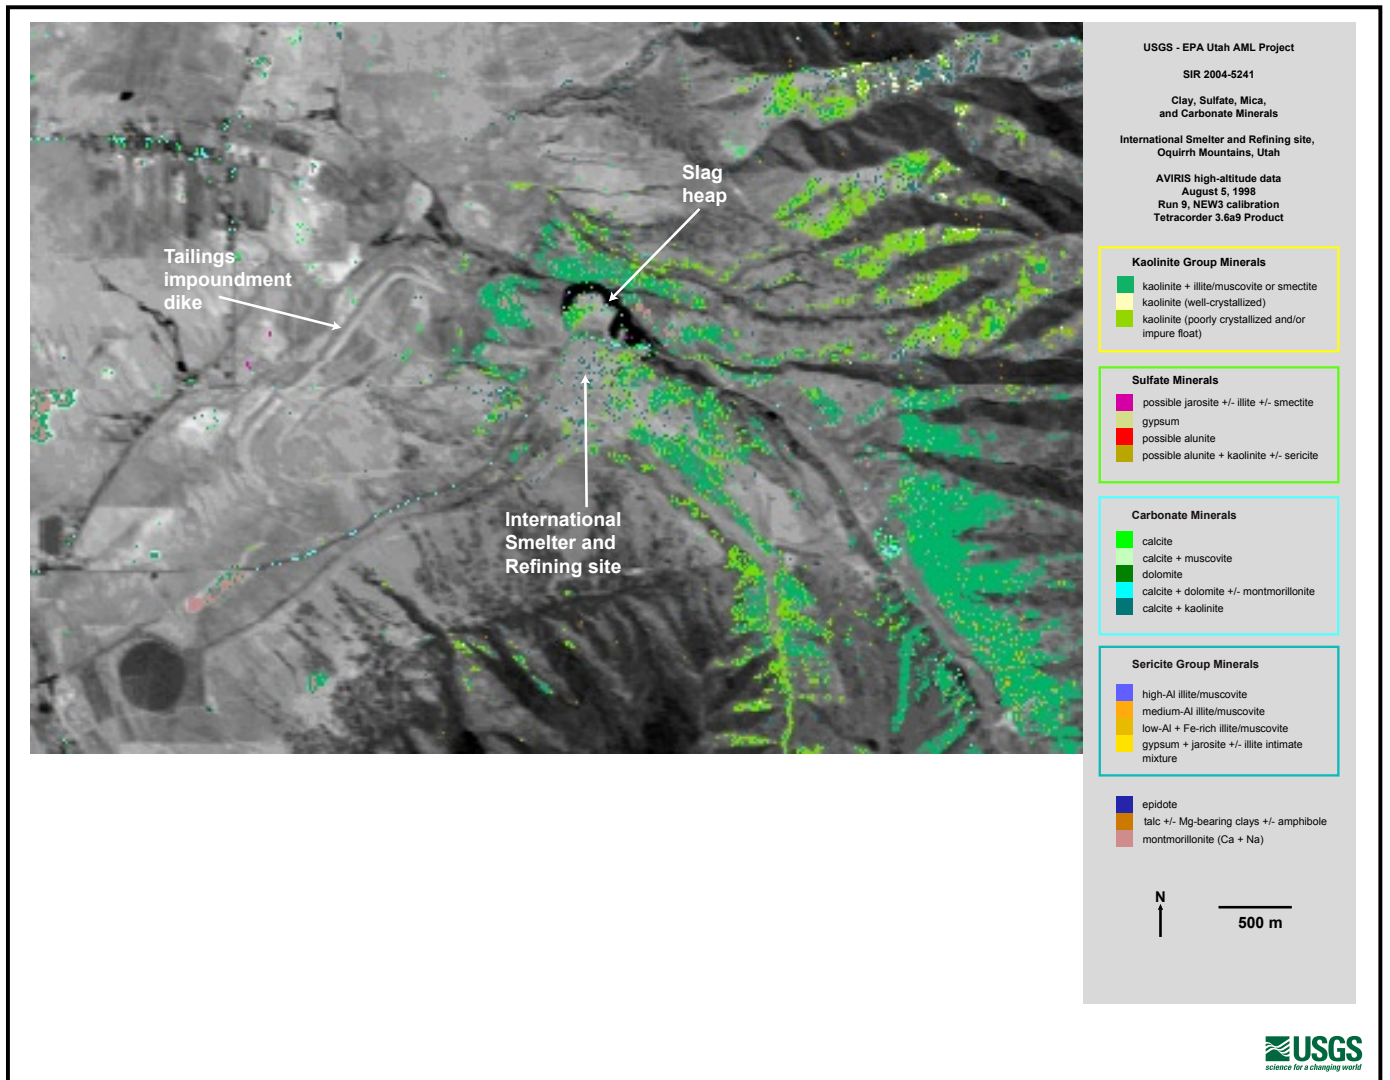 USGS - EPA Utah AML Project
SIR 2004-5241
Clay, Sulfate, Mica,
and Carbonate Minerals
International Smelter and Refining site,
Oquirrh Mountains, Utah
AVIRIS high-altitude data
August 5, 1998
Run 9, NEW3 calibration
Tetracorder 3.6a9 Product
Slag
heap
Tailings
impoundment
dike
International
Smelter and
Refining site
Kaolinite Group Minerals
kaolinite + illite/muscovite or smectite
kaolinite (well-crystallized)
kaolinite (poorly crystallized and/or
impure float)
Sulfate Minerals
possible jarosite +/- illite +/- smectite
gypsum
possible alunite
possible alunite + kaolinite +/- sericite
Carbonate Minerals
calcite
calcite + muscovite
dolomite
calcite + dolomite +/- montmorillonite
calcite + kaolinite
Sericite Group Minerals
high-Al illite/muscovite
medium-Al illite/muscovite
low-Al + Fe-rich illite/muscovite
gypsum + jarosite +/- illite intimate
mixture
epidote
talc +/- Mg-bearing clays +/- amphibole
montmorillonite (Ca + Na)
N
500 m
USGS
science for a changing world